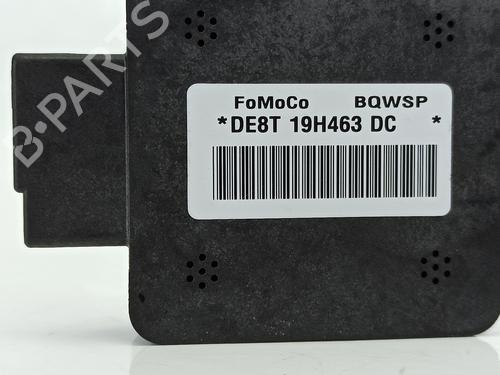 B-PARTS
FoMoCo BQWSP
*DE8T 19H463 DC *